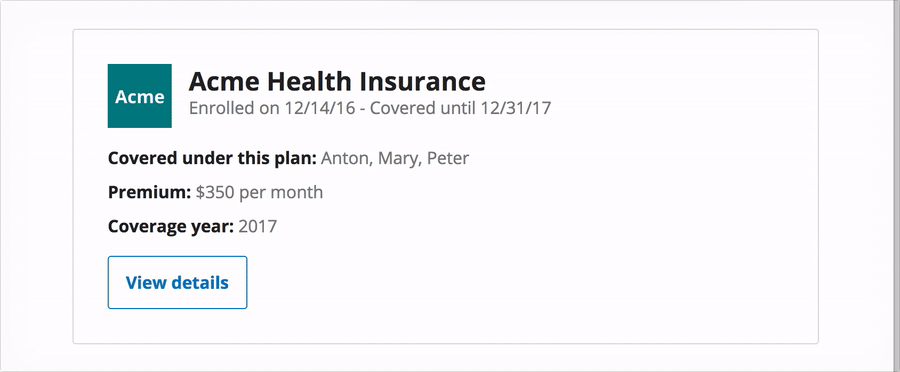 Acme
Acme Health Insurance
Enrolled on 12/14/16 - Covered until 12/31/17
Covered under this plan: Anton, Mary, Peter
Premium: $350 per month
Coverage year: 2017
View details